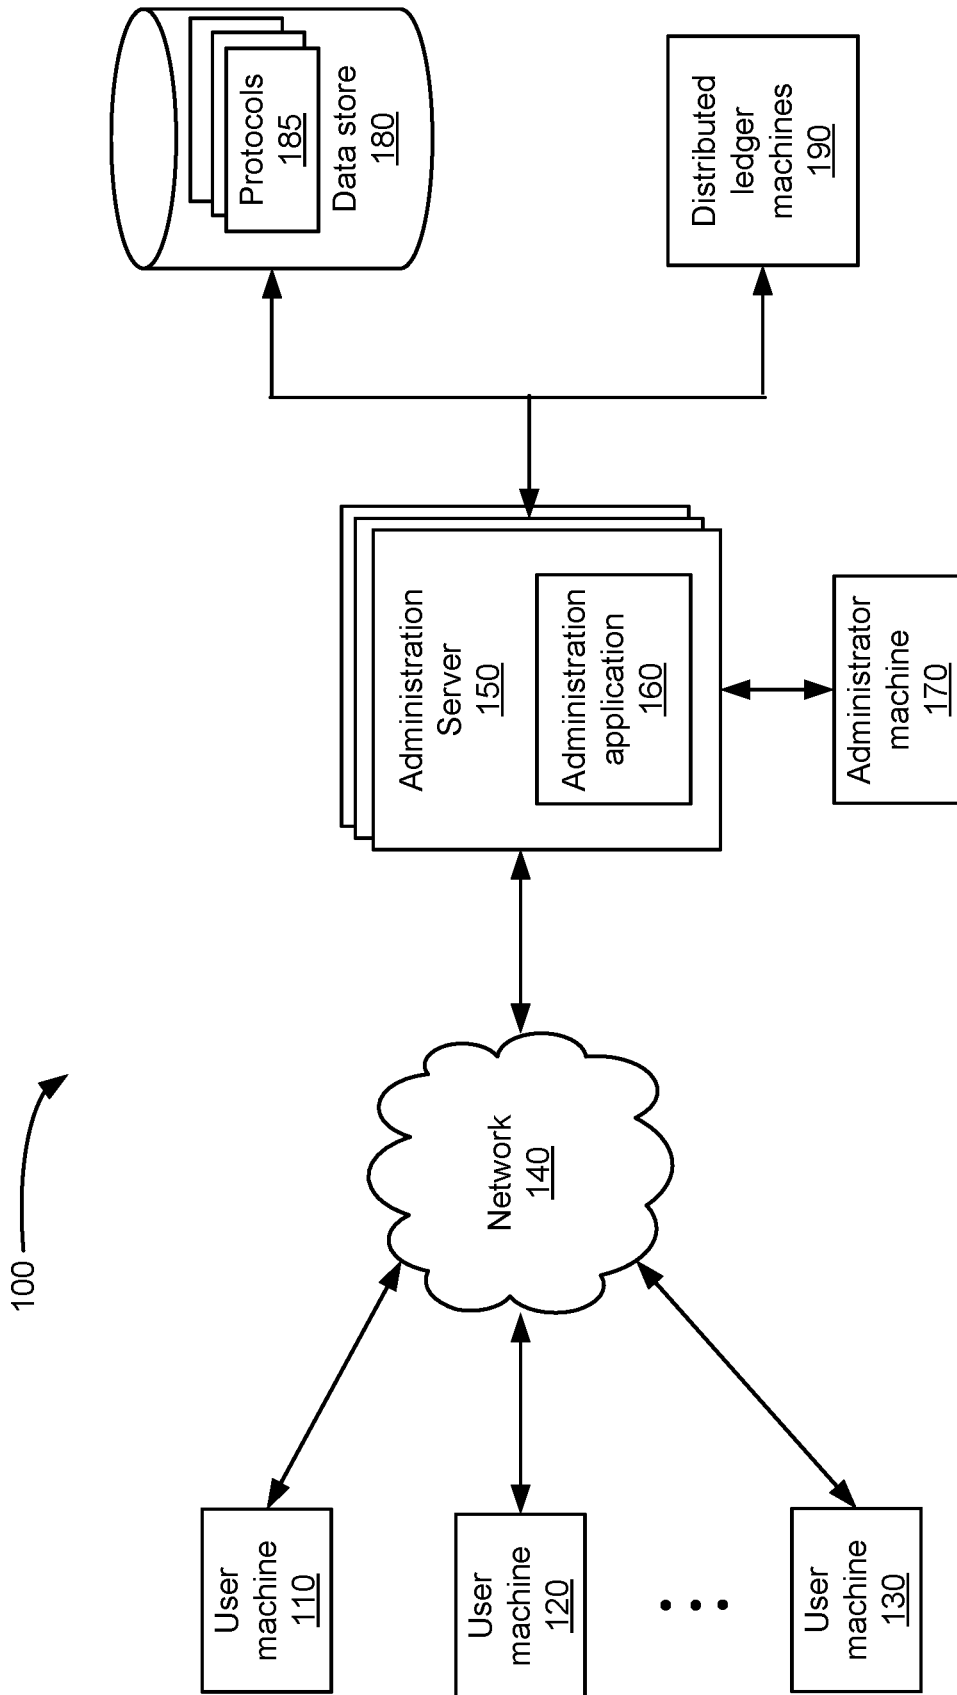 100
User
machine
110
User
machine
120
User
machine
130
Network
140
Administration
Server
150
Administration
application
160
Administrator
machine
170
Protocols
185
Data store
180
Distributed
ledger
machines
190